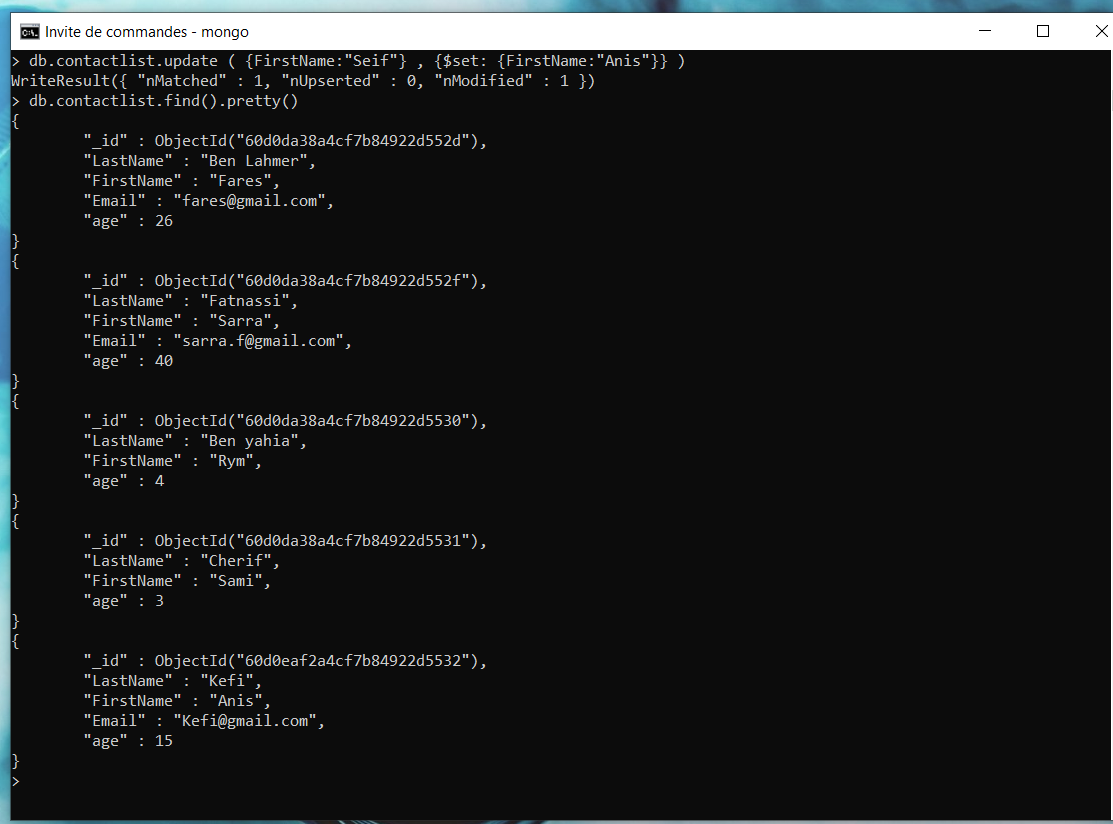 Invite de commandes - mongo
> db.contactlist.update ( {FirstName:"Seif"} , {$set: {FirstName:"Anis"}} )
WriteResult({ "nMatched" : 1, "nUpserted" : 0, "nModified" : 1 })
> db.contactlist.find().pretty()
{
"_id" : ObjectId("60d0da38a4cf7b84922d552d"),
"LastName" : "Ben Lahmer",
"FirstName" : "Fares",
"Email" : "fares@gmail.com",
"age" : 26
}
{
"_id" : ObjectId("60d0da38a4cf7b84922d552f"),
"LastName" : "Fatnassi",
"FirstName" : "Sarra",
"Email" : "sarra.f@gmail.com",
"age" : 40
}
{
"_id" : ObjectId("60d0da38a4cf7b84922d5530"),
"LastName" : "Ben yahia",
"FirstName" : "Rym",
"age" : 4
}
{
"_id" : ObjectId("60d0da38a4cf7b84922d5531"),
"LastName" : "Cherif",
"FirstName" : "Sami",
"age" : 3
}
{
"_id" : ObjectId("60d0eaf2a4cf7b84922d5532"),
"LastName" : "Kefi",
"FirstName" : "Anis",
"Email" : "Kefi@gmail.com",
"age" : 15
}
>